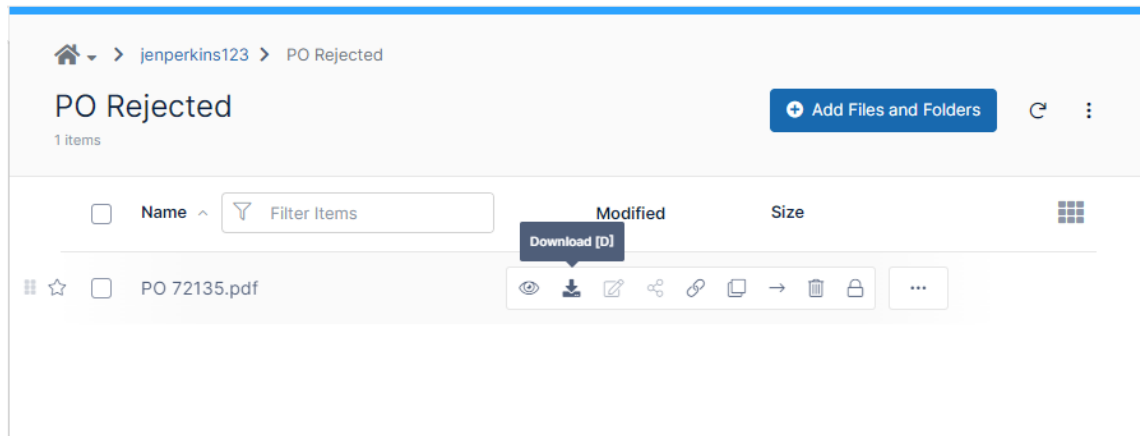 jenperkins123 > PO Rejected
PO Rejected
Add Files and Folders
1 items
Name
Filter Items
Modified
Size
Download [D]
PO 72135.pdf